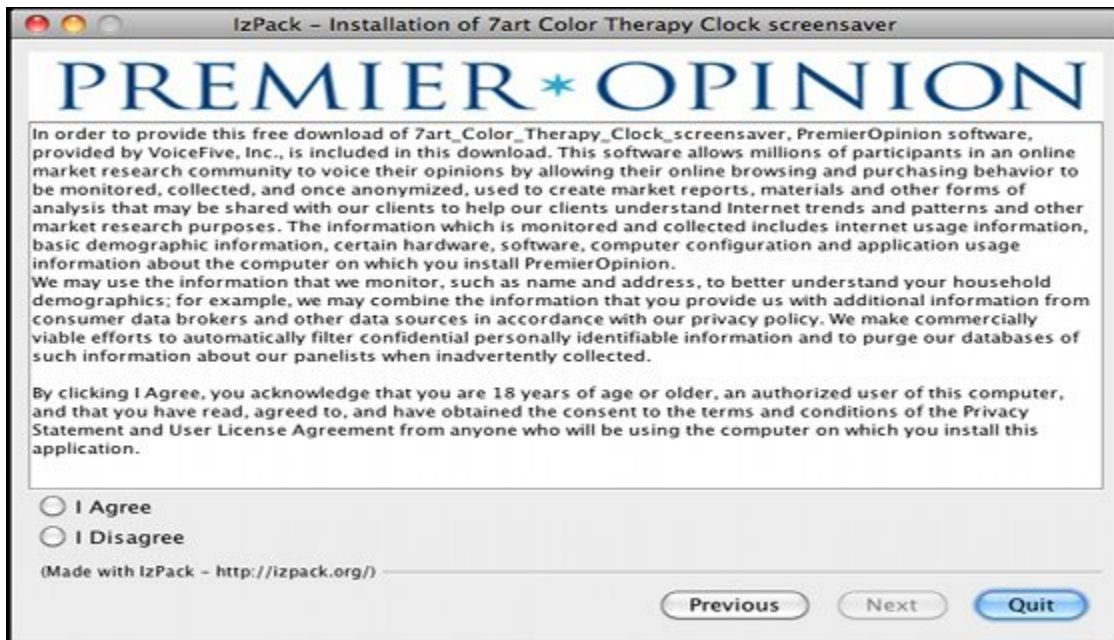 IzPack – Installation of 7art Color Therapy Clock screensaver
PREMIER*OPINION
In order to provide this free download of 7art_Color_Therapy_Clock_screensaver, PremierOpinion software,
provided by VoiceFive, Inc., is included in this download. This software allows millions of participants in an online
market research community to voice their opinions by allowing their online browsing and purchasing behavior to
be monitored, collected, and once anonymized, used to create market reports, materials and other forms of
analysis that may be shared with our clients to help our clients understand Internet trends and patterns and other
market research purposes. The information which is monitored and collected includes internet usage information,
basic demographic information, certain hardware, software, computer configuration and application usage
information about the computer on which you install PremierOpinion.
We may use the information that we monitor, such as name and address, to better understand your household
demographics; for example, we may combine the information that you provide us with additional information from
consumer data brokers and other data sources in accordance with our privacy policy. We make commercially
viable efforts to automatically filter confidential personally identifiable information and to purge our databases of
such information about our panelists when inadvertently collected.
By clicking I Agree, you acknowledge that you are 18 years of age or older, an authorized user of this computer,
and that you have read, agreed to, and have obtained the consent to the terms and conditions of the Privacy
Statement and User License Agreement from anyone who will be using the computer on which you install this
application.
I Agree
I Disagree
(Made with IzPack – http://izpack.org/)
Previous Next Quit